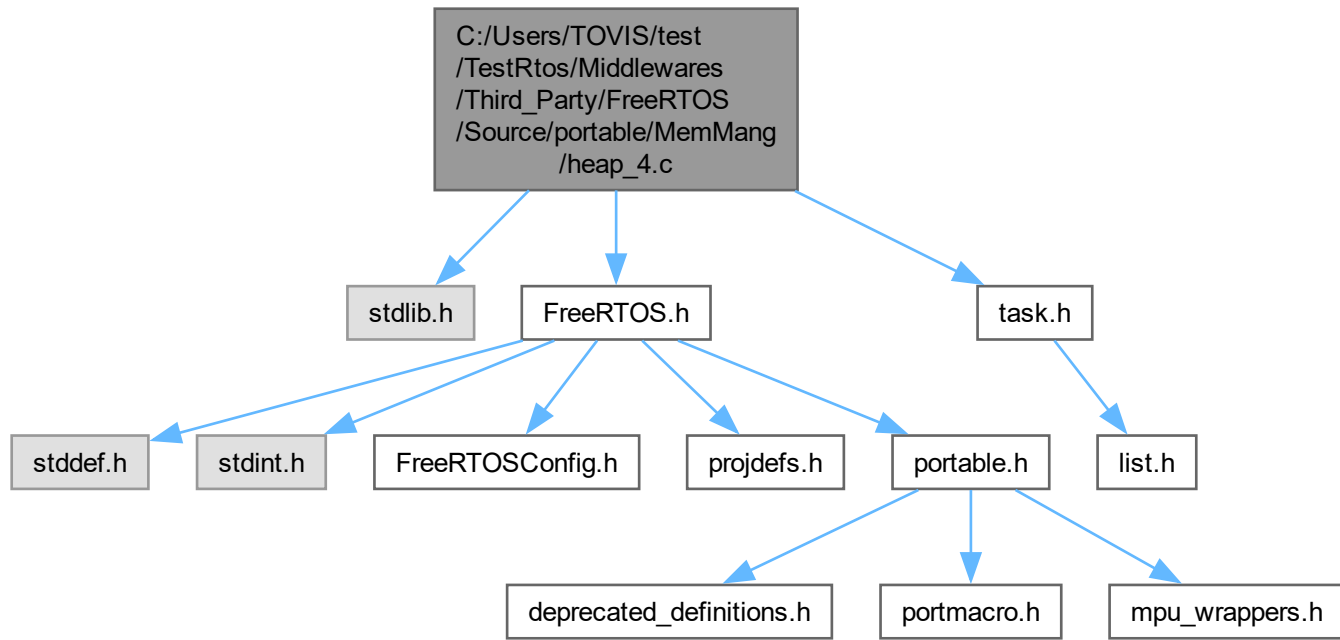 C:/Users/TOVIS/test
/TestRtos/Middlewares
/Third_Party/FreeRTOS
/Source/portable/MemMang
/heap_4.c
stdlib.h
FreeRTOS.h
task.h
stddef.h
stdint.h
FreeRTOSConfig.h
projdefs.h
portable.h
list.h
deprecated_definitions.h
portmacro.h
mpu_wrappers.h